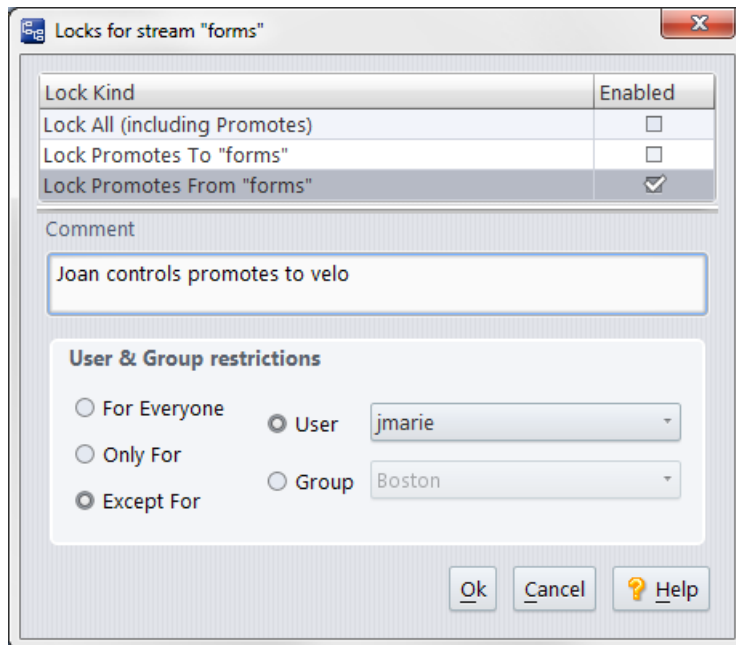 Locks for stream "forms"
Lock Kind Enabled
Lock All (including Promotes)
Lock Promotes To "forms"
Lock Promotes From "forms"
Comment
Joan controls promotes to velo
User & Group restrictions
For Everyone
User jmarie
Only For
Group Boston
Except For
Ok Cancel ? Help